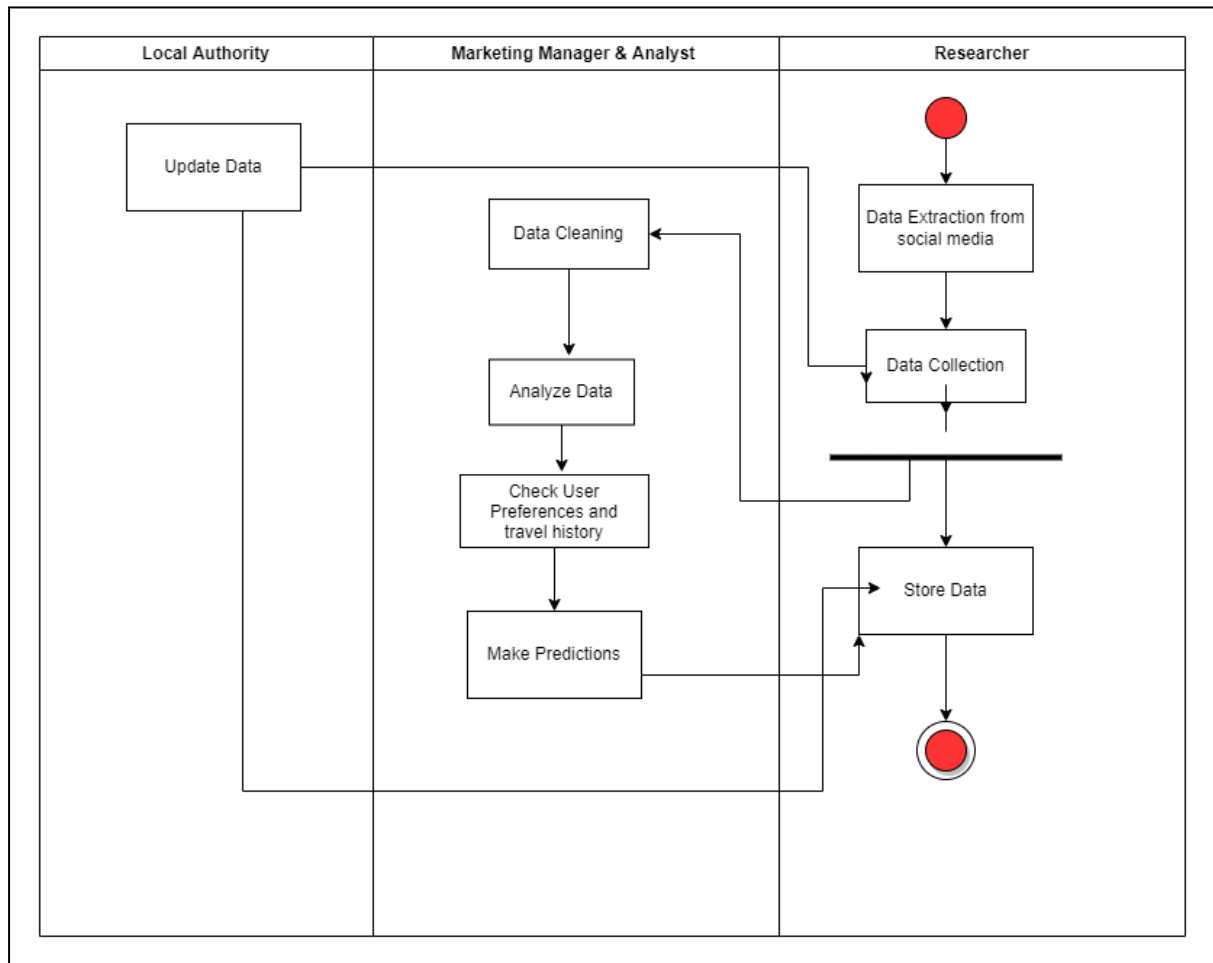 Local Authority
Marketing Manager & Analyst
Researcher
Update Data
Data Extraction from
social media
Data Cleaning
Data Collection
Analyze Data
Check User
Preferences and
travel history
Store Data
Make Predictions